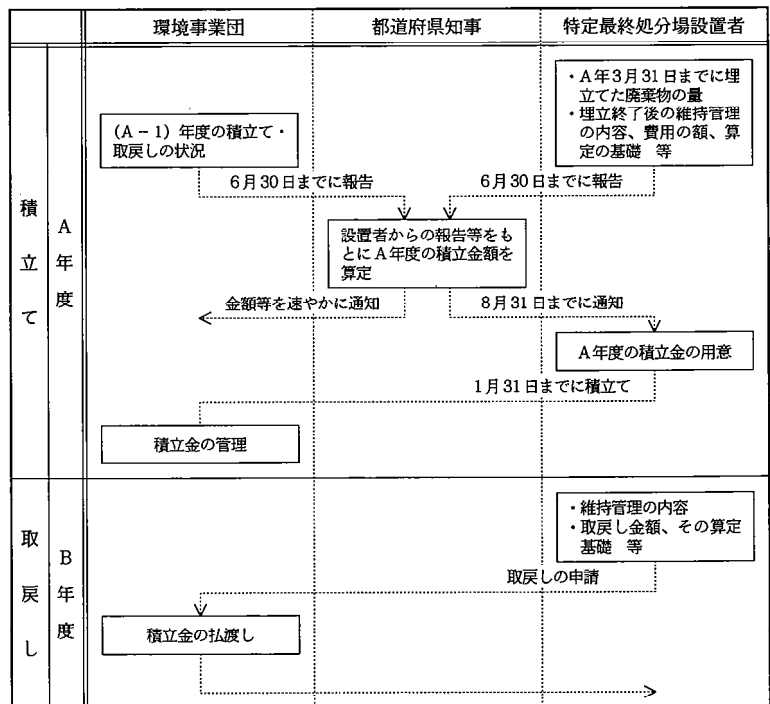 環境事業団
都道府県知事
特定最終処分場設置者
積立て
A年度
・A年3月31日までに埋
立てた廃棄物の量
・埋立終了後の維持管理
の内容、費用の額、算
定の基礎 等
(A-1)年度の積立て・
取戻しの状況
6月30日までに報告
6月30日までに報告
設置者からの報告等をも
とにA年度の積立金額を
算定
金額等を速やかに通知
8月31日までに通知
A年度の積立金の用意
1月31日までに積立て
積立金の管理
取戻し
B年度
・維持管理の内容
・取戻し金額、その算定
基礎 等
取戻しの申請
積立金の払渡し